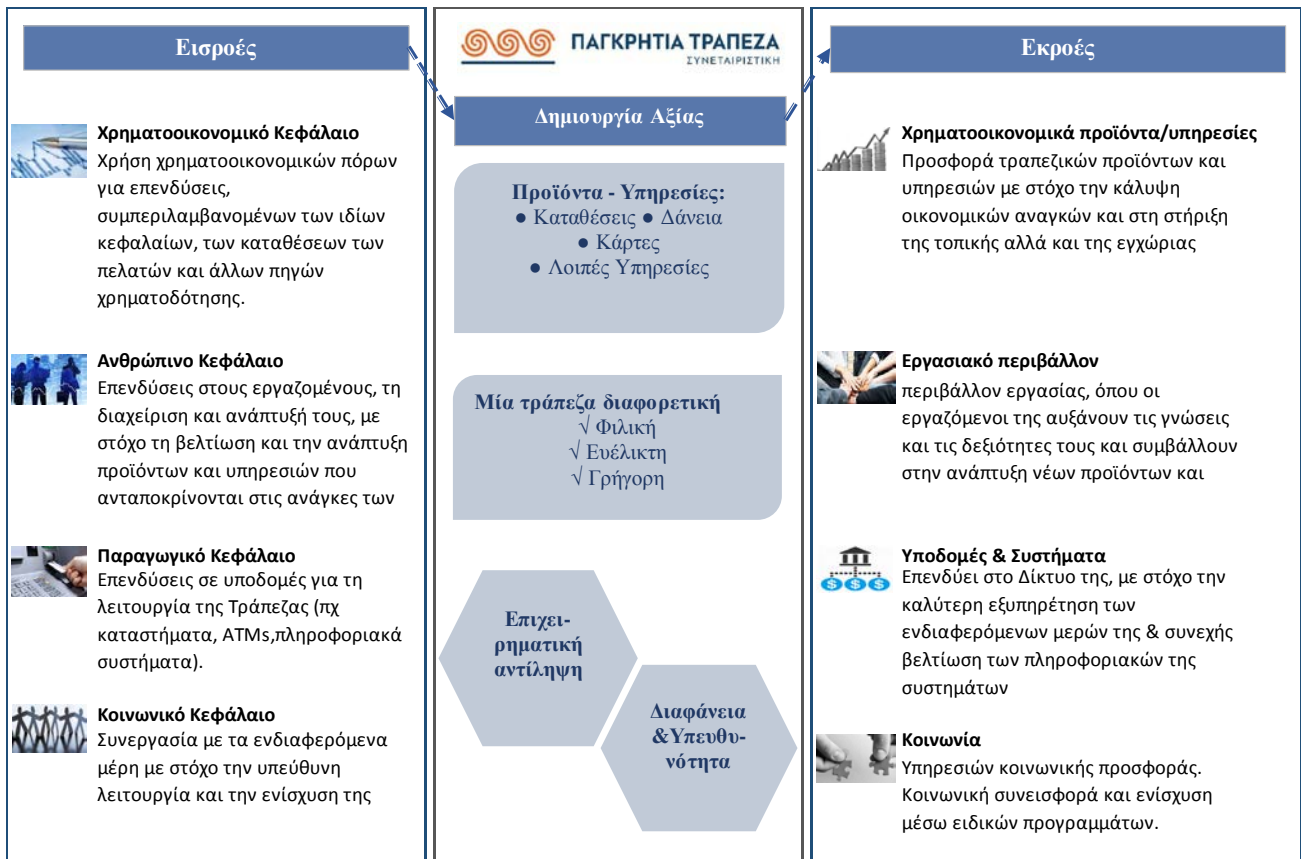 Εισροές
Χρηματοοικονομικό Κεφάλαιο
Χρήση χρηματοοικονομικών πόρων
για επενδύσεις,
συμπεριλαμβανομένων των ιδίων
κεφαλαίων, των καταθέσεων των
πελατών και άλλων πηγών
χρηματοδότησης.
Ανθρώπινο Κεφάλαιο
Επενδύσεις στους εργαζομένους, τη
διαχείριση και ανάπτυξή τους, με
στόχο τη βελτίωση και την ανάπτυξη
προϊόντων και υπηρεσιών που
ανταποκρίνονται στις ανάγκες των
Παραγωγικό Κεφάλαιο
Επενδύσεις σε υποδομές για τη
λειτουργία της Τράπεζας (πχ
καταστήματα, ATMs,πληροφοριακά
συστήματα).
Κοινωνικό Κεφάλαιο
Συνεργασία με τα ενδιαφερόμενα
μέρη με στόχο την υπεύθυνη
λειτουργία και την ενίσχυση της
ΠΑΓΚΡΗΤΙΑ ΤΡΑΠΕΖΑ
ΣΥΝΕΤΑΙΡΙΣΤΙΚΗ
Δημιουργία Αξίας
Προϊόντα - Υπηρεσίες:
● Καταθέσεις ● Δάνεια
● Κάρτες
● Λοιπές Υπηρεσίες
Μία τράπεζα διαφορετική
√ Φιλική
√ Ευέλικτη
√ Γρήγορη
Επιχει-
ρηματική
αντίληψη
Διαφάνεια
&Υπευθυ-
νότητα
Εκροές
Χρηματοοικονομικά προϊόντα/υπηρεσίες
Προσφορά τραπεζικών προϊόντων και
υπηρεσιών με στόχο την κάλυψη
οικονομικών αναγκών και στη στήριξη
της τοπικής αλλά και της εγχώριας
Εργασιακό περιβάλλον
περιβάλλον εργασίας, όπου οι
εργαζόμενοι της αυξάνουν τις γνώσεις
και τις δεξιότητες τους και συμβάλλουν
στην ανάπτυξη νέων προϊόντων και
Υποδομές & Συστήματα
Επενδύει στο Δίκτυο της, με στόχο την
καλύτερη εξυπηρέτηση των
ενδιαφερόμενων μερών της & συνεχής
βελτίωση των πληροφοριακών της
συστημάτων
Κοινωνία
Υπηρεσιών κοινωνικής προσφοράς.
Κοινωνική συνεισφορά και ενίσχυση
μέσω ειδικών προγραμμάτων.